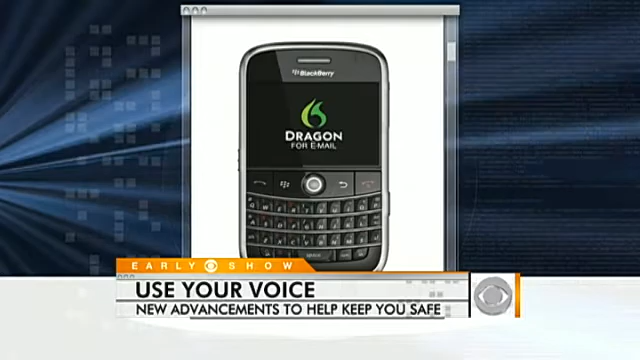 BlackBerry
DRAGON
FOR E-MAIL
EARLY SHOW
USE YOUR VOICE
NEW ADVANCEMENTS TO HELP KEEP YOU SAFE